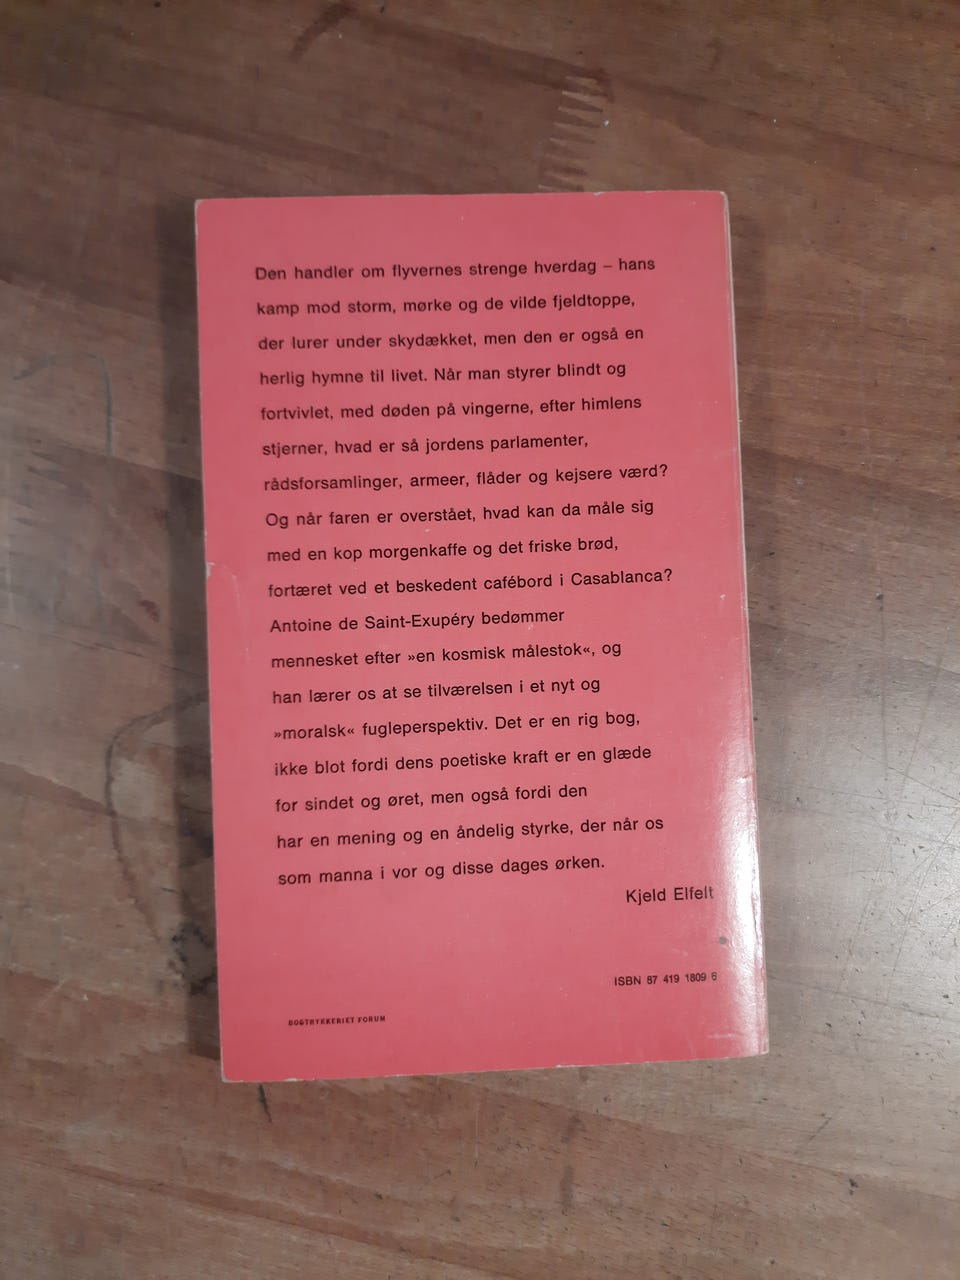 Den handler om flyvernes strenge hverdag – hans
kamp mod storm, mørke og de vilde fjeldtoppe,
der lurer under skydækket, men den er også en
herlig hymne til livet. Når man styrer blindt og
fortvivlet, med døden på vingerne, efter himlens
stjerner, hvad er så jordens parlamenter,
rådsforsamlinger, armeer, flåder og kejsere værd?
Og når faren er overstået, hvad kan da måle sig
med en kop morgenkaffe og det friske brød,
fortæret ved et beskedent cafébord i Casablanca?
Antoine de Saint-Exupéry bedømmer
mennesket efter »en kosmisk målestok«, og
han lærer os at se tilværelsen i et nyt og
»moralsk« fugleperspektiv. Det er en rig bog,
ikke blot fordi dens poetiske kraft er en glæde
for sindet og øret, men også fordi den
har en mening og en åndelig styrke, der når os
som manna i vor og disse dages ørken.
Kjeld Elfelt
ISBN 87 419 1809 6
BOGTRYKKERIET FORUM